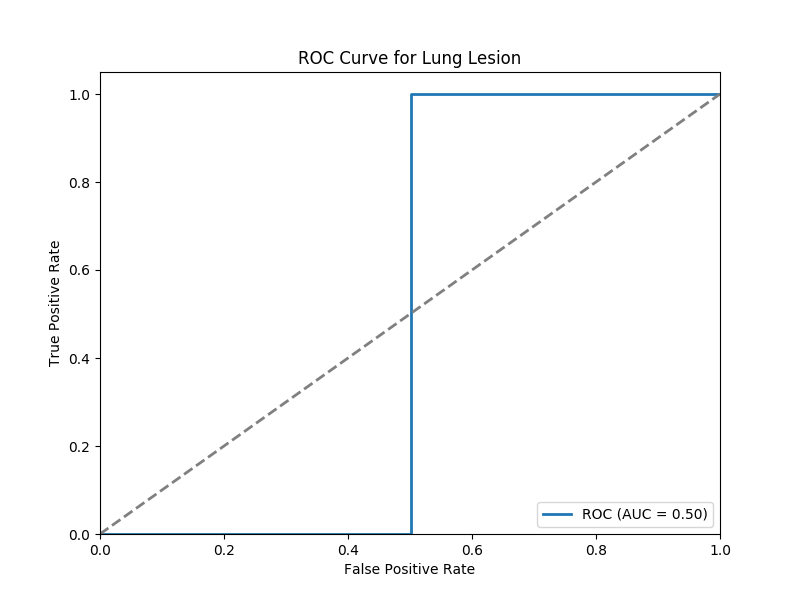 ROC Curve for Lung Lesion
True Positive Rate
1.0
0.8
0.6
0.4
0.2
0.0
ROC (AUC = 0.50)
0.0 0.2 0.4 0.6 0.8 1.0
False Positive Rate